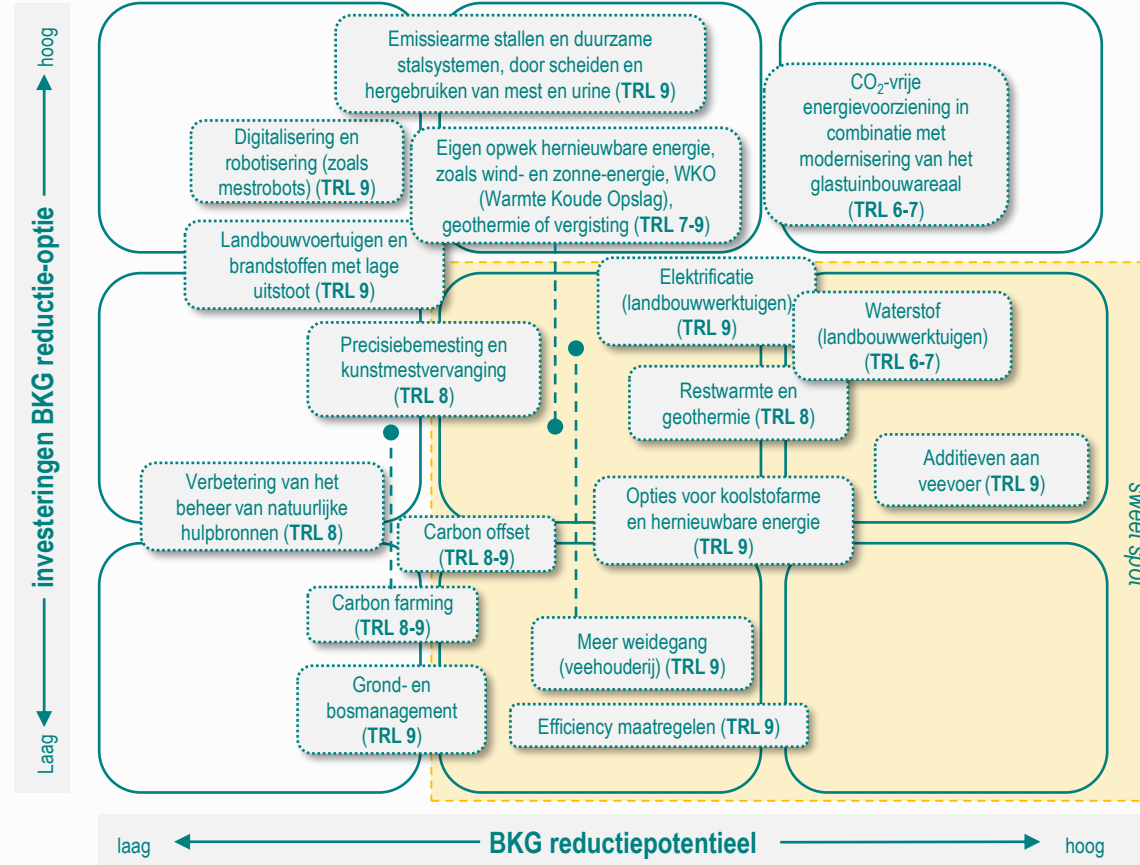 hoog
investeringen BKG reductie-optie
Laag
Emissiearme stallen en duurzame
stalsystemen, door scheiden en
hergebruiken van mest en urine (TRL 9)
CO₂-vrije
energievoorziening in
combinatie met
modernisering van het
glastuinbouwareaal
(TRL 6-7)
Digitalisering en
robotisering (zoals
mestrobots) (TRL 9)
Eigen opwek hernieuwbare energie,
zoals wind- en zonne-energie, WKO
(Warmte Koude Opslag),
geothermie of vergisting (TRL 7-9)
Landbouwvoertuigen en
brandstoffen met lage
uitstoot (TRL 9)
Elektrificatie
(landbouwwerktuigen)
(TRL 9)
Waterstof
(landbouwwerktuigen)
(TRL 6-7)
Precisiebemesting en
kunstmestvervanging
(TRL 8)
Restwarmte en
geothermie (TRL 8)
Additieven aan
veevoer (TRL 9)
Verbetering van het
beheer van natuurlijke
hulpbronnen (TRL 8)
Opties voor koolstofarme
en hernieuwbare energie
(TRL 9)
sweet spot
Carbon offset
(TRL 8-9)
Carbon farming
(TRL 8-9)
Meer weidegang
(veehouderij) (TRL 9)
Grond- en
bosmanagement
(TRL 9)
Efficiency maatregelen (TRL 9)
laag
BKG reductiepotentieel
hoog